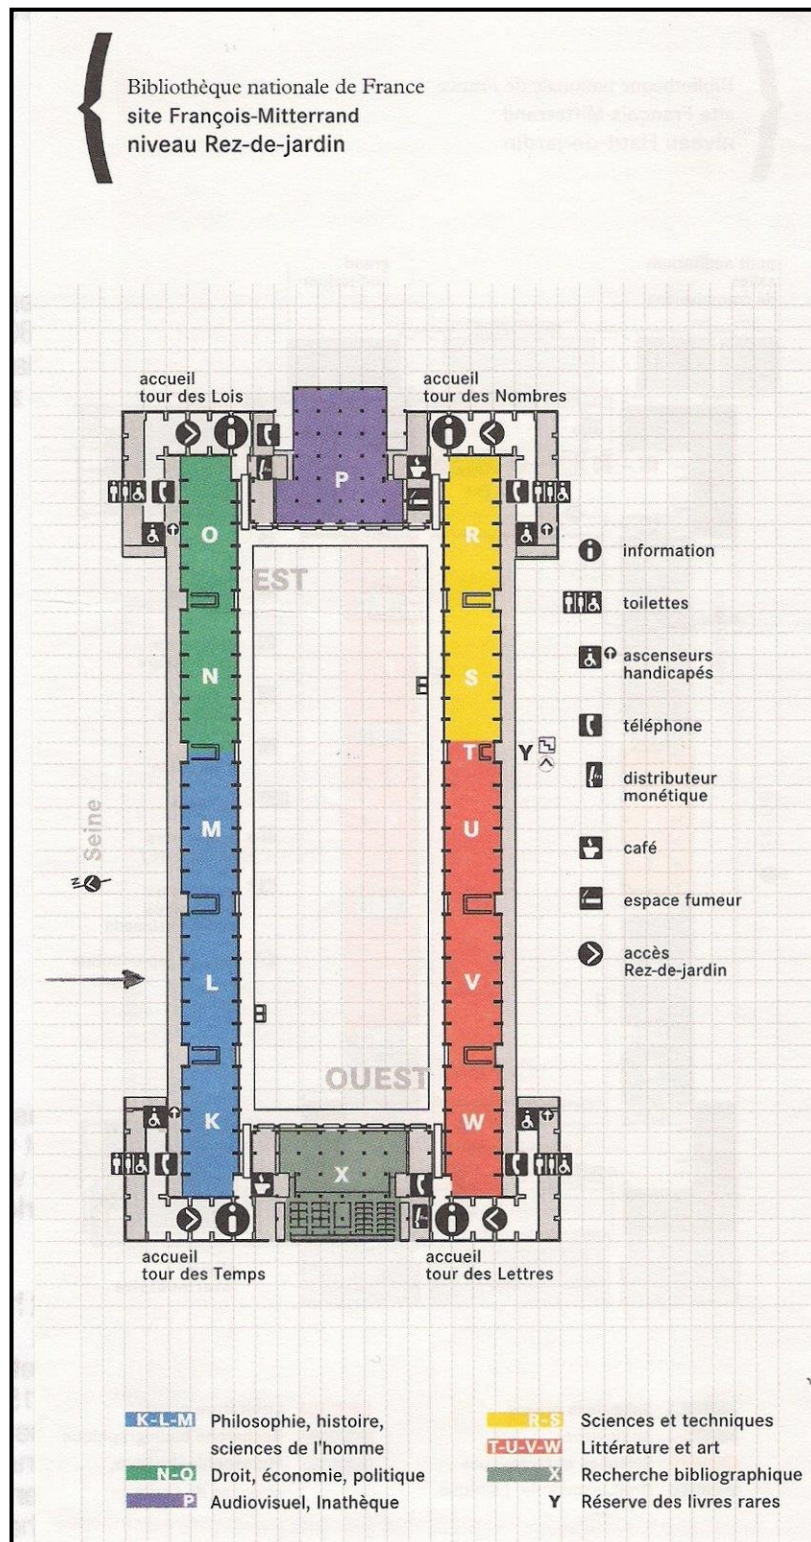 Bibliothèque nationale de France
site François-Mitterrand
niveau Rez-de-jardin
accueil
tour des Lois
accueil
tour des Nombres
P
O
R
EST
N
S
T
Y
M
U
Seine
N
L
V
OUEST
K
W
X
accueil
tour des Temps
accueil
tour des Lettres
information
toilettes
ascenseurs
handicapés
téléphone
distributeur
monétique
café
espace fumeur
accès
Rez-de-jardin
K-L-M Philosophie, histoire,
sciences de l'homme
N-O Droit, économie, politique
P Audiovisuel, Inathèque
R-S Sciences et techniques
T-U-V-W Littérature et art
X Recherche bibliographique
Y Réserve des livres rares